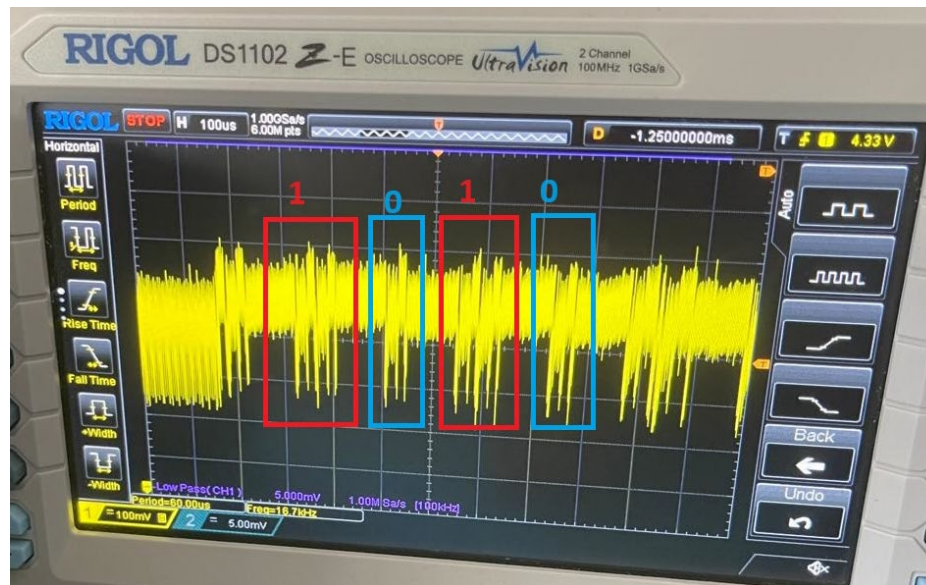 RIGOL DS1102 Z-E OSCILLOSCOPE UltraVision 2 Channel
100MHz 1GSa/s
RIGOL STOP H 100us 1.00GSa/s
6.00M pts
T
D -1.25000000ms
T 1 4.33 V
Horizontal
Period
Freq
Rise Time
Fall Time
+Width
-Width
1 0 1 0
T
T
Auto
Back
Undo
Low Pass( CH1 ) 5.000mV 1.00M Sa/s [100kHz]
Period=60.00us Freq=16.7kHz
1 = 100mV 2 = 5.00mV